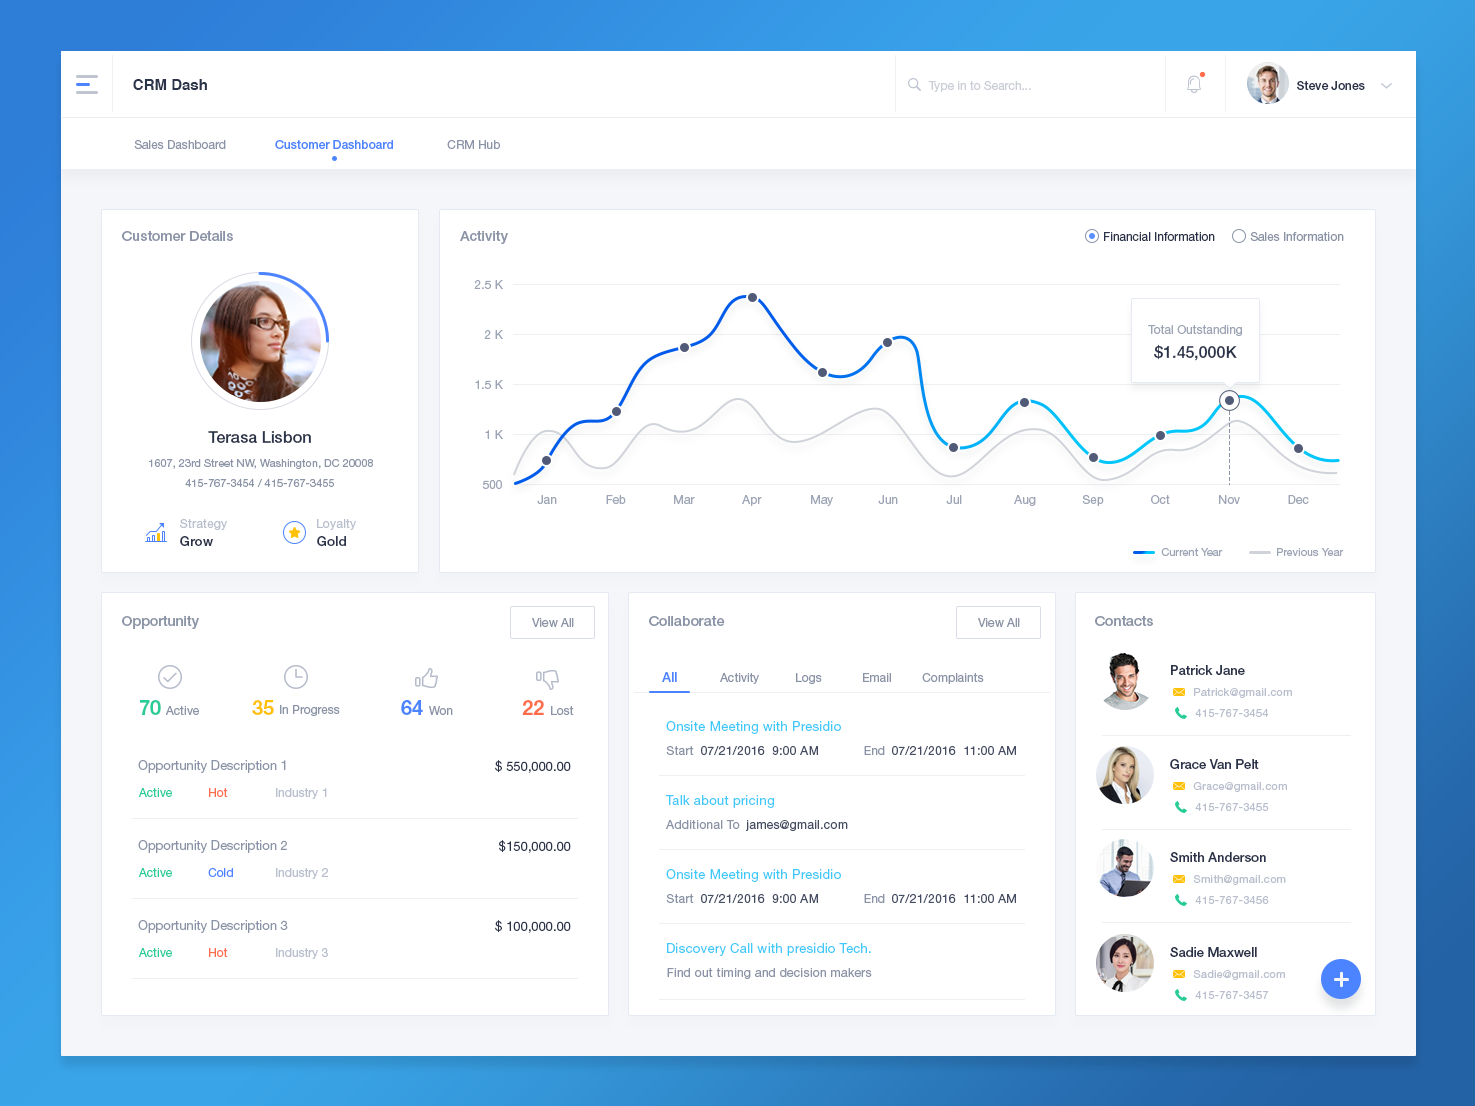 CRM Dash
Type in to Search...
Steve Jones
Sales Dashboard
Customer Dashboard
CRM Hub
Customer Details
Terasa Lisbon
1607, 23rd Street NW, Washington, DC 20008
415-767-3454 / 415-767-3455
Strategy
Grow
Loyalty
Gold
Activity
Financial Information
Sales Information
2.5 K
2 K
1.5 K
1 K
500
Total Outstanding
$1.45,000K
Jan Feb Mar Apr May Jun Jul Aug Sep Oct Nov Dec
Current Year
Previous Year
Opportunity
View All
70 Active
35 In Progress
64 Won
22 Lost
Opportunity Description 1
$ 550,000.00
Active Hot Industry 1
Opportunity Description 2
$150,000.00
Active Cold Industry 2
Opportunity Description 3
$ 100,000.00
Active Hot Industry 3
Collaborate
View All
All Activity Logs Email Complaints
Onsite Meeting with Presidio
Start 07/21/2016 9:00 AM End 07/21/2016 11:00 AM
Talk about pricing
Additional To james@gmail.com
Onsite Meeting with Presidio
Start 07/21/2016 9:00 AM End 07/21/2016 11:00 AM
Discovery Call with presidio Tech.
Find out timing and decision makers
Contacts
Patrick Jane
Patrick@gmail.com
415-767-3454
Grace Van Pelt
Grace@gmail.com
415-767-3455
Smith Anderson
Smith@gmail.com
415-767-3456
Sadie Maxwell
Sadie@gmail.com
415-767-3457